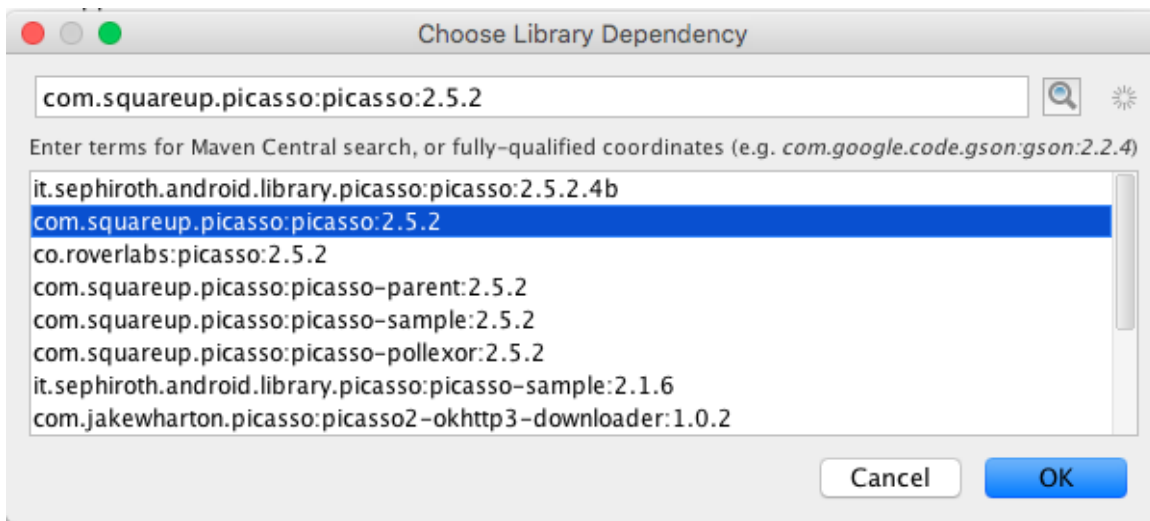 Choose Library Dependency
com.squareup.picasso:picasso:2.5.2
Enter terms for Maven Central search, or fully-qualified coordinates (e.g. com.google.code.gson:gson:2.2.4)
it.sephiroth.android.library.picasso:picasso:2.5.2.4b
com.squareup.picasso:picasso:2.5.2
co.roverlabs:picasso:2.5.2
com.squareup.picasso:picasso-parent:2.5.2
com.squareup.picasso:picasso-sample:2.5.2
com.squareup.picasso:picasso-pollexor:2.5.2
it.sephiroth.android.library.picasso:picasso-sample:2.1.6
com.jakewharton.picasso:picasso2-okhttp3-downloader:1.0.2
Cancel
OK